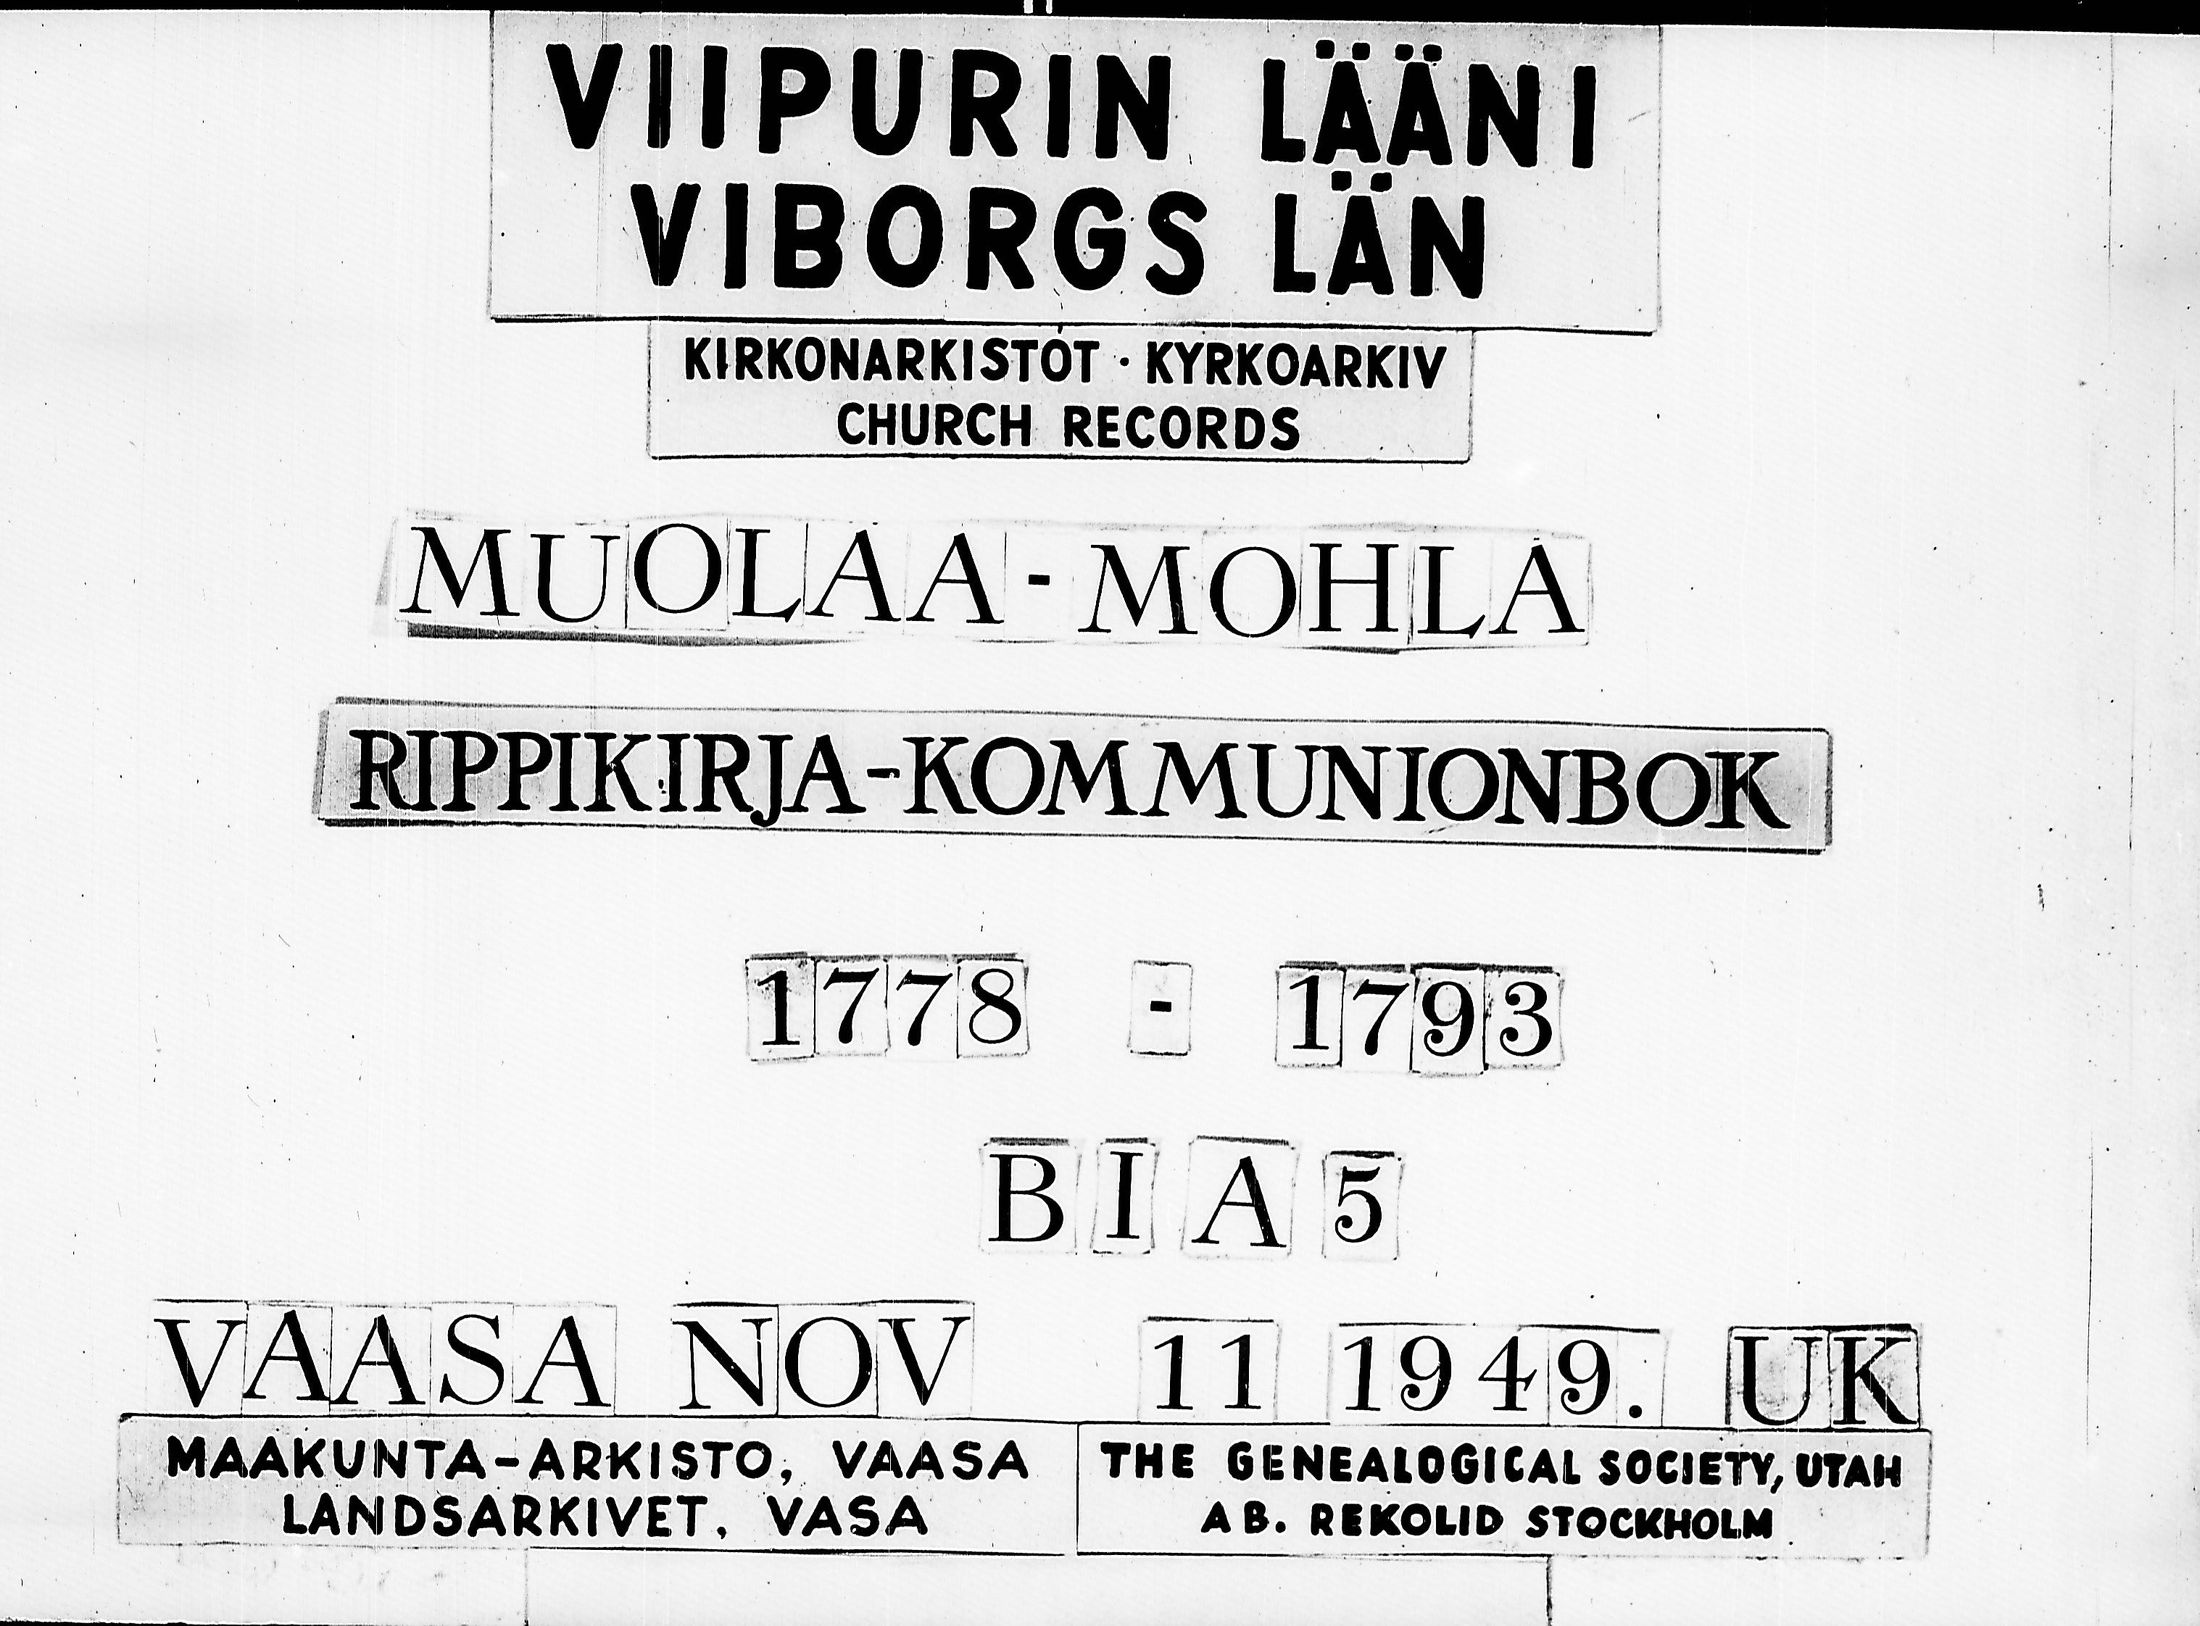 VIIPURIN LÄÄNI
VIBORGS LÄN
KIRKONARKISTOT · KYRKOARKIV
CHURCH RECORDS
MUOLAA - MOHLA
RIPPIKIRJA-KOMMUNIONBOK
1778 - 1793
B I A 5
VAASA NOV 11 1949. UK
MAAKUNTA-ARKISTO, VAASA
LANDSARKIVET, VASA
THE GENEALOGICAL SOCIETY, UTAH
AB. REKOLID STOCKHOLM